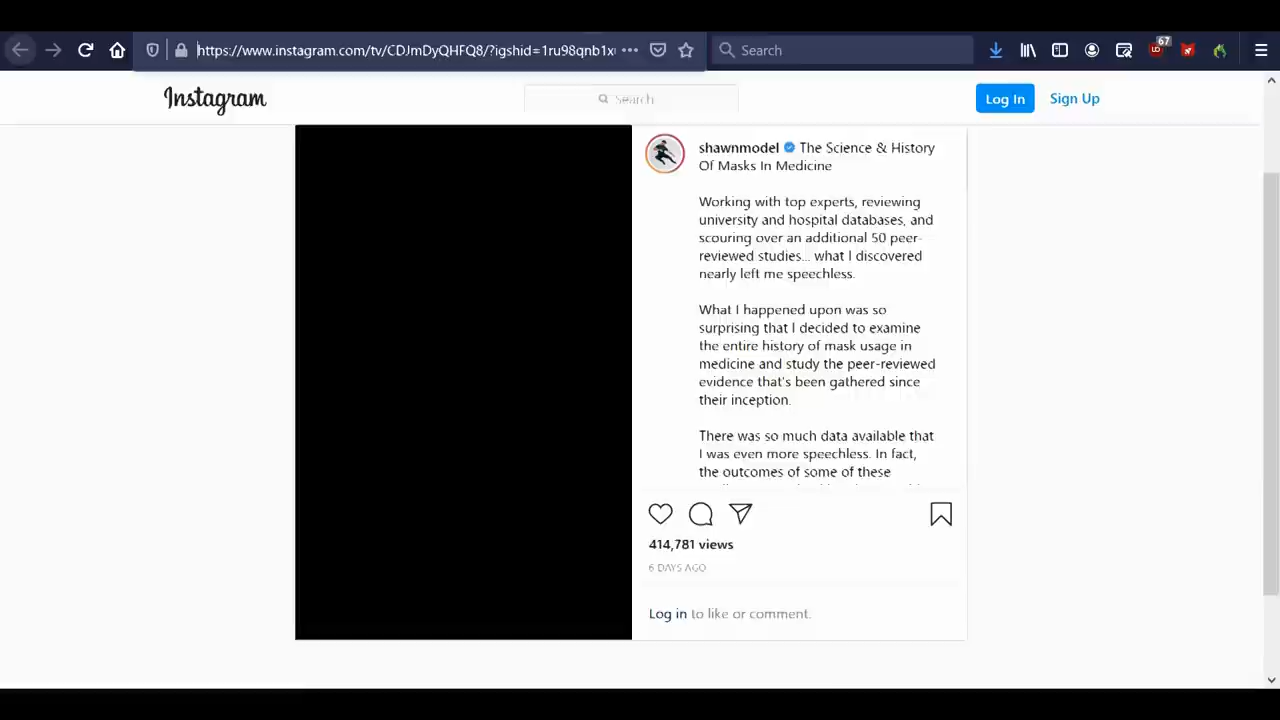 https://www.instagram.com/tv/CDJmDyQHFQ8/?igshid=1ru98qnb1x
Search
67
Instagram
Search
Log In
Sign Up
shawnmodel The Science & History
Of Masks In Medicine
Working with top experts, reviewing
university and hospital databases, and
scouring over an additional 50 peer-
reviewed studies... what I discovered
nearly left me speechless.
What I happened upon was so
surprising that I decided to examine
the entire history of mask usage in
medicine and study the peer-reviewed
evidence that's been gathered since
their inception.
There was so much data available that
I was even more speechless. In fact,
the outcomes of some of these
414,781 views
6 DAYS AGO
Log in to like or comment.